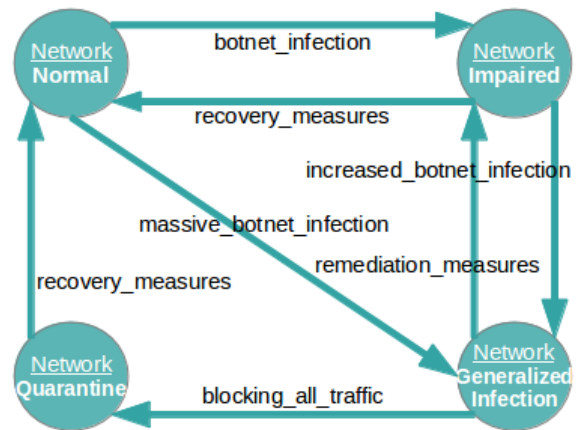 Network
Normal
botnet_infection
Network
Impaired
recovery_measures
increased_botnet_infection
massive_botnet_infection
remediation_measures
recovery_measures
Network
Quarantine
blocking_all_traffic
Network
Generalized
Infection